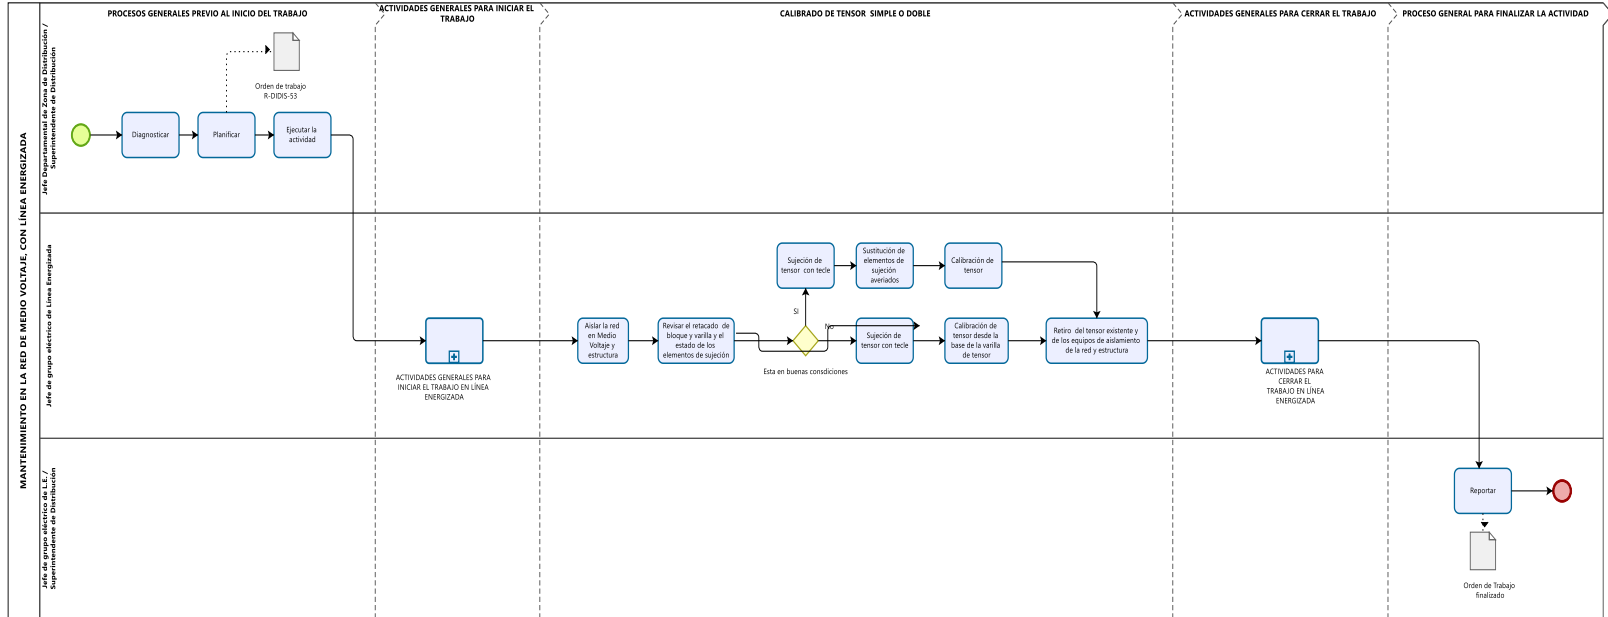 PROCESOS GENERALES PREVIO AL INICIO DEL TRABAJO
ACTIVIDADES GENERALES PARA INICIAR EL
TRABAJO
CALIBRADO DE TENSOR  SIMPLE O DOBLE
ACTIVIDADES GENERALES PARA CERRAR EL TRABAJO
PROCESO GENERAL PARA FINALIZAR LA ACTIVIDAD
MANTENIMIENTO EN LA RED DE MEDIO VOLTAJE, CON LÍNEA ENERGIZADA
Jefe Departamental de Zona de Distribución /
Superintendente de Distribución
Orden de trabajo
R-DIDIS-53
Diagnosticar
Planificar
Ejecutar la
actividad
Jefe de grupo eléctrico de Línea Energizada
ACTIVIDADES GENERALES PARA
INICIAR EL TRABAJO EN LÍNEA
ENERGIZADA
Aislar la red
en Medio
Voltaje y
estructura
Revisar el retacado  de
bloque y varilla y el
estado de los
elementos de sujeción
Esta en buenas consdiciones
SI
Sujeción de
tensor  con tecle
Sustitución de
elementos de
sujeción
averiados
Calibración de
tensor
No
Sujeción de
tensor con tecle
Calibración de
tensor desde la
base de la varilla
de tensor
Retiro  del tensor existente y
de los equipos de aislamiento
de la red y estructura
ACTIVIDADES PARA
CERRAR EL
TRABAJO EN LÍNEA
ENERGIZADA
Jefe de grupo eléctrico de L.E. /
Superintendente de Distribución
Reportar
Orden de Trabajo
finalizado